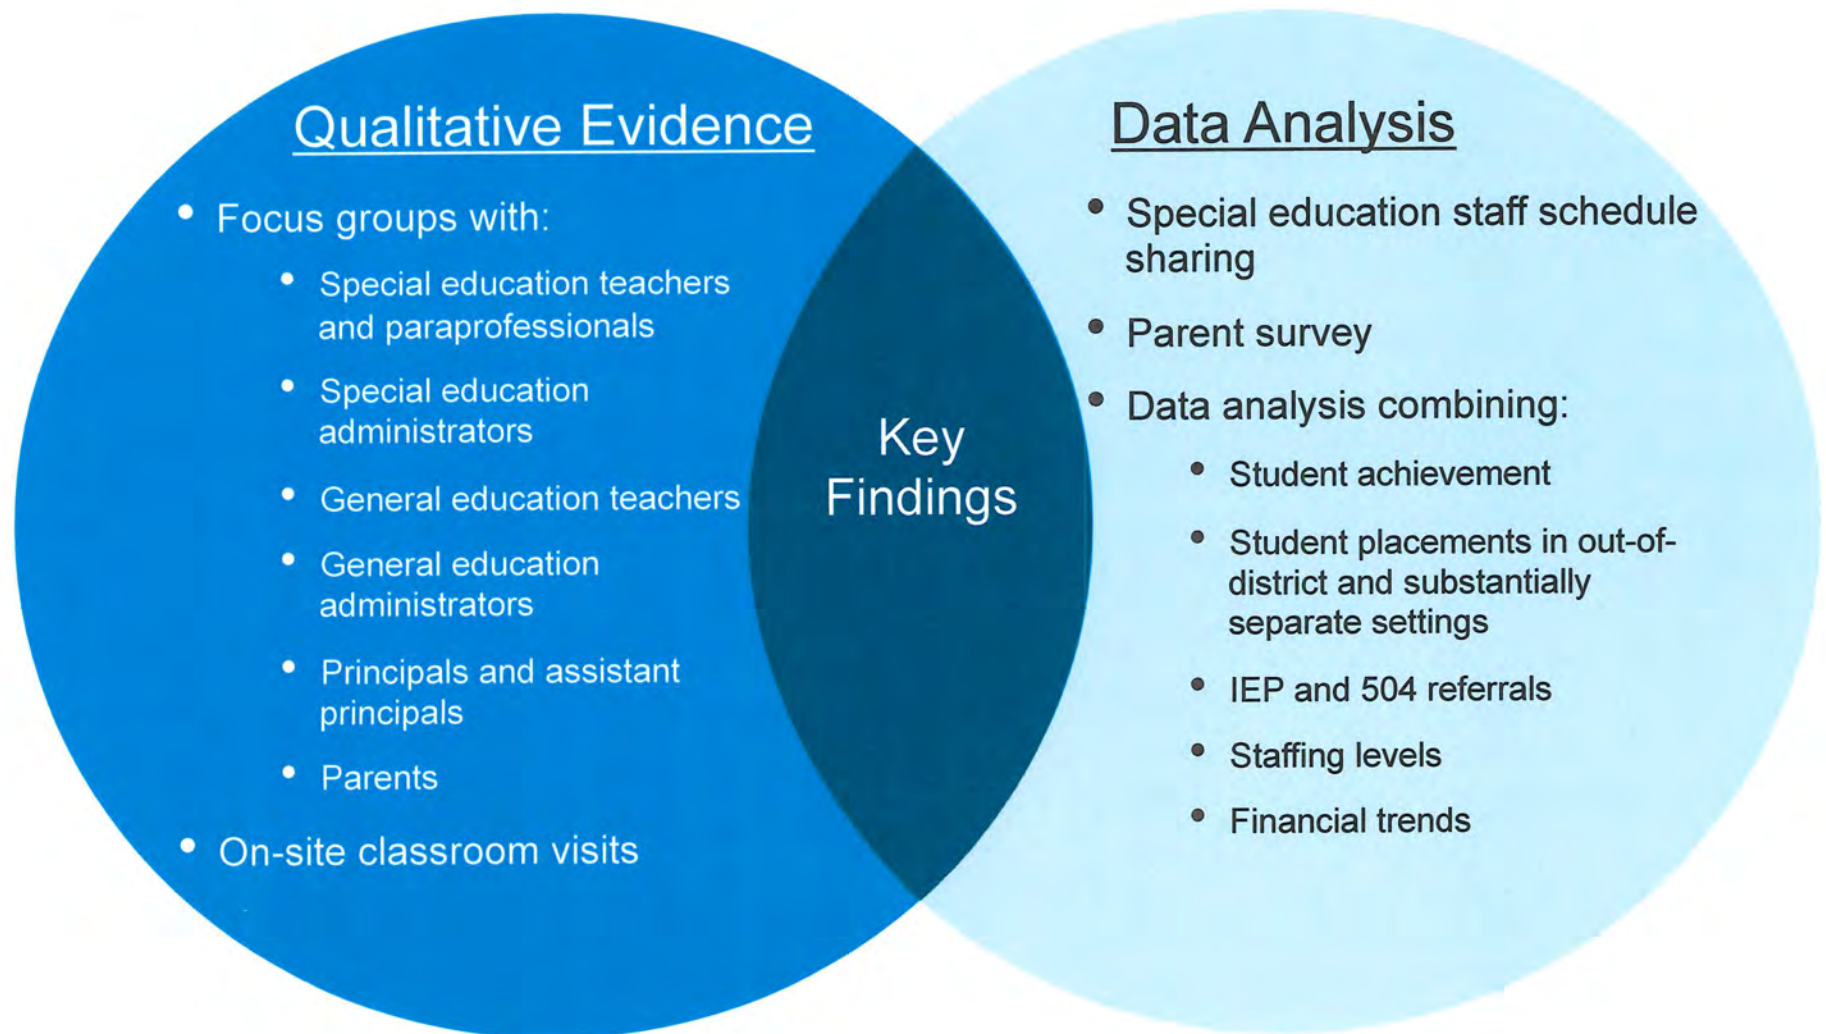 Qualitative Evidence
• Focus groups with:
• Special education teachers
and paraprofessionals
• Special education
administrators
• General education teachers
• General education
administrators
• Principals and assistant
principals
• Parents
• On-site classroom visits
Key
Findings
Data Analysis
• Special education staff schedule
sharing
• Parent survey
• Data analysis combining:
• Student achievement
• Student placements in out-of-
district and substantially
separate settings
• IEP and 504 referrals
• Staffing levels
• Financial trends